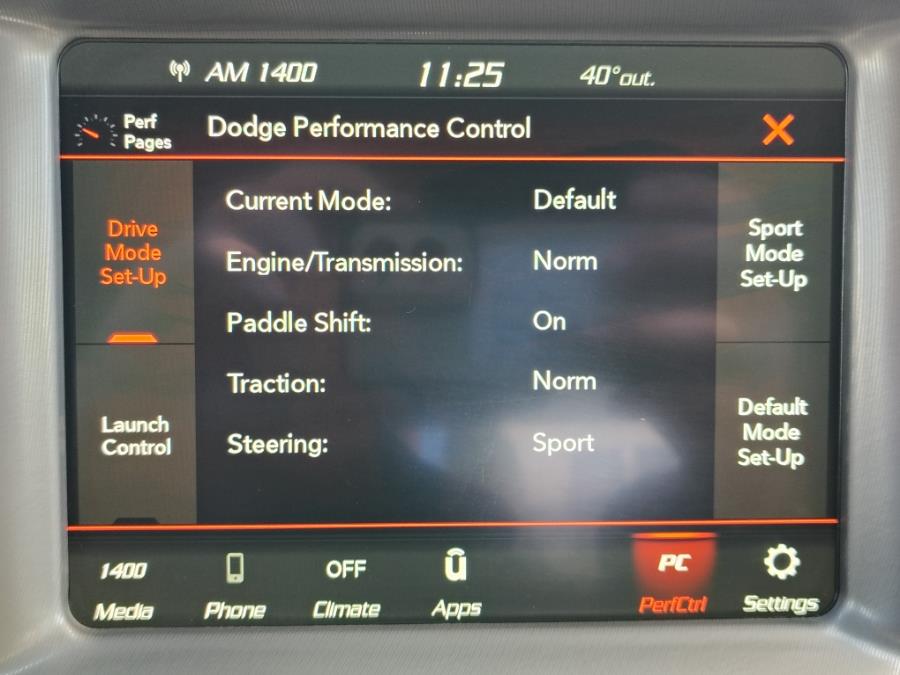 AM 1400 11:25 40°out.
Perf
Pages
Dodge Performance Control
Drive
Mode
Set-Up
Launch
Control
Current Mode: Default
Engine/Transmission: Norm
Paddle Shift: On
Traction: Norm
Steering: Sport
Sport
Mode
Set-Up
Default
Mode
Set-Up
1400
Media
Phone
OFF
Climate
Apps
PC
PerfCtrl
Settings